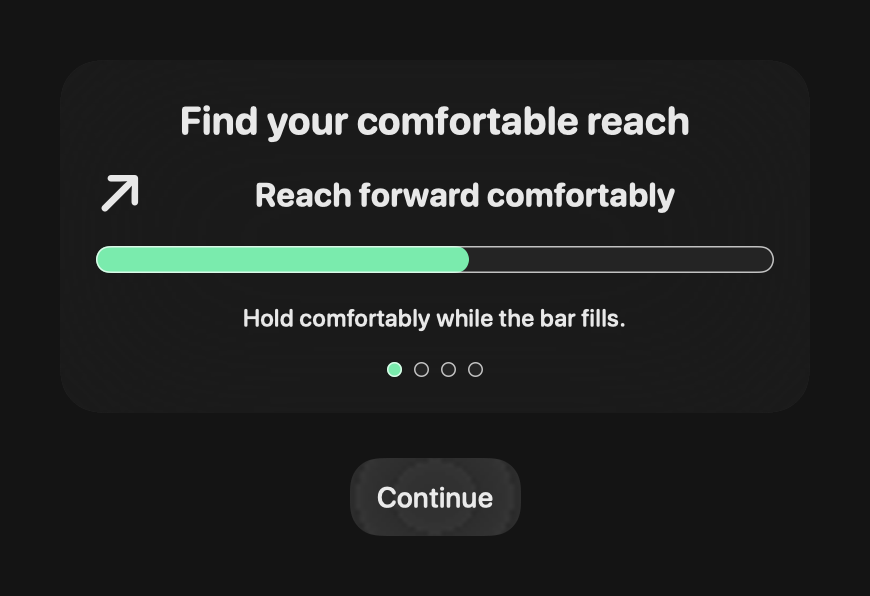 Find your comfortable reach
Reach forward comfortably
Hold comfortably while the bar fills.
Continue